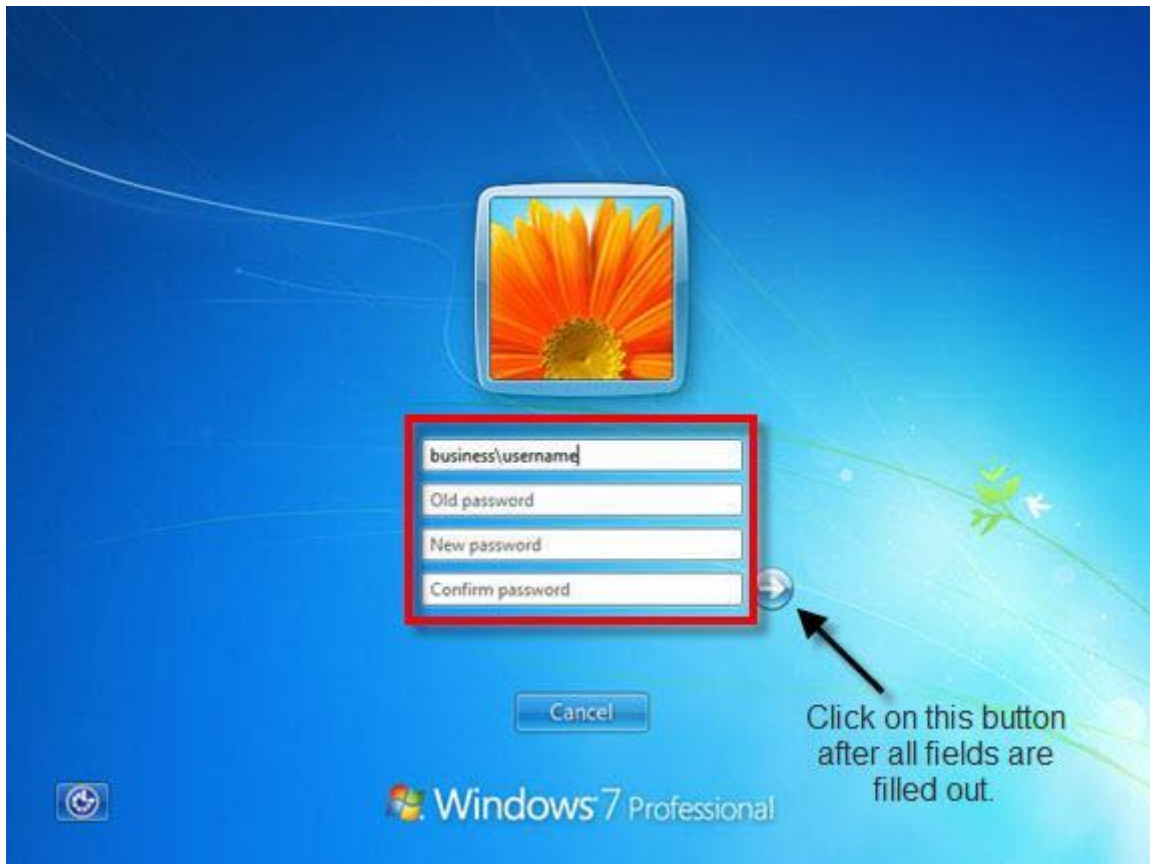 business\username
Old password
New password
Confirm password
Cancel
Click on this button
after all fields are
filled out.
Windows 7 Professional